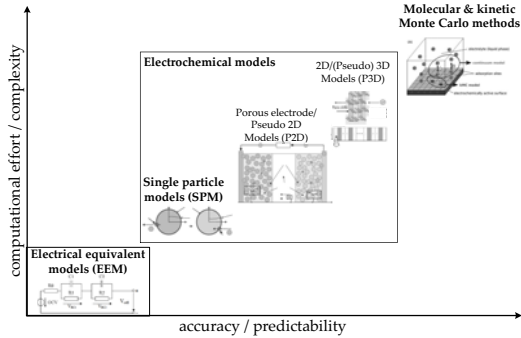 Molecular & kinetic
Monte Carlo methods
Electrochemical models
2D/(Pseudo) 3D
Models (P3D)
Porous electrode/
Pseudo 2D
Models (P2D)
Single particle
models (SPM)
Electrical equivalent
models (EEM)
computational effort / complexity
accuracy / predictability